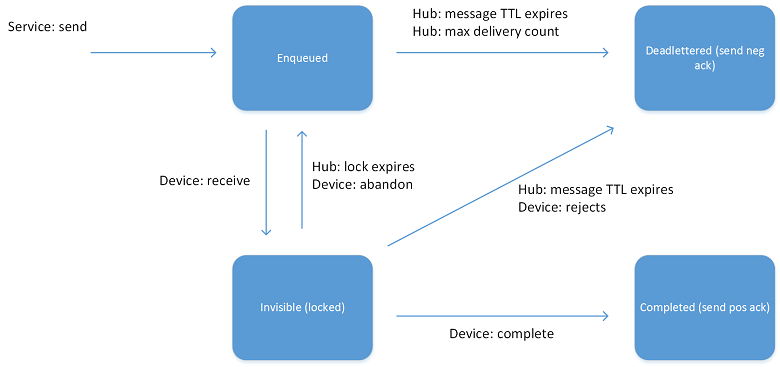 Service: send
Enqueued
Hub: message TTL expires
Hub: max delivery count
Deadlettered (send neg
ack)
Device: receive
Hub: lock expires
Device: abandon
Hub: message TTL expires
Device: rejects
Invisible (locked)
Device: complete
Completed (send pos ack)